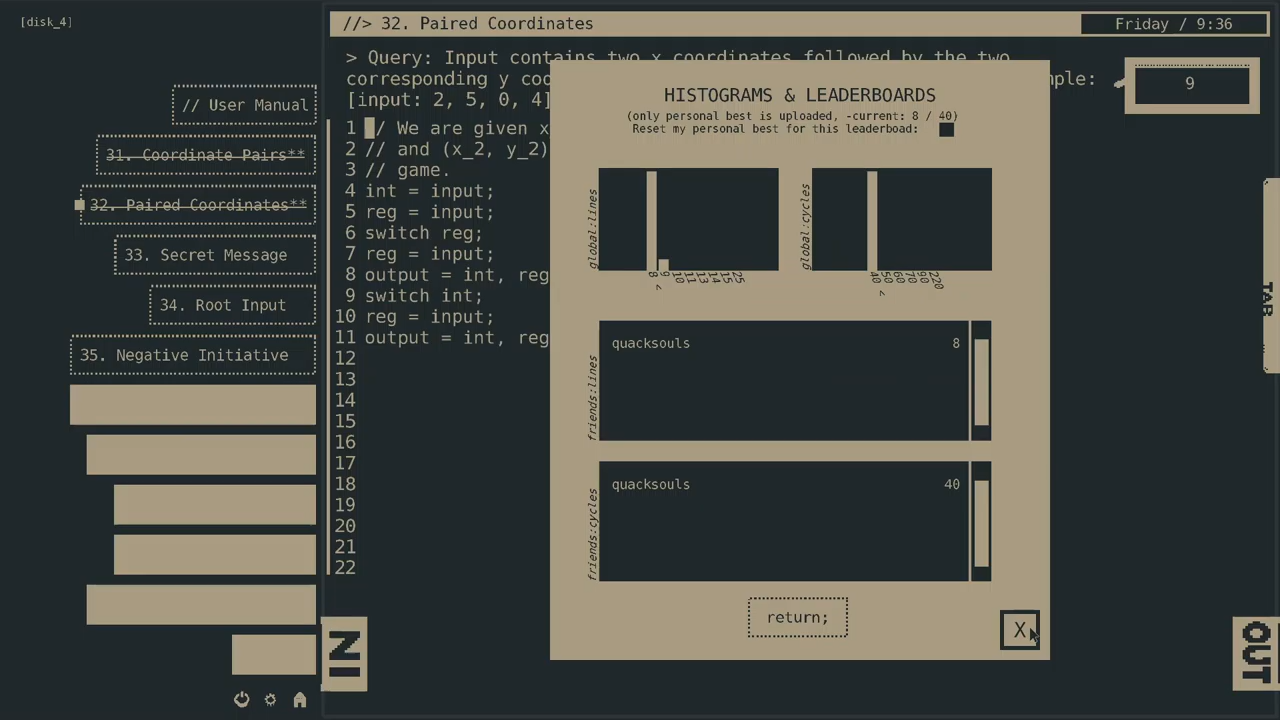 [disk_4]
//> 32. Paired Coordinates
Friday / 9:36
> Query: Input contains two x coordinates followed by the two
corresponding y coo
mple:
[input: 2, 5, 0, 4]
9
// User Manual
31. Coordinate Pairs**
32. Paired Coordinates**
33. Secret Message
34. Root Input
35. Negative Initiative
1 // We are given x
2 // and (x_2, y_2)
3 // game.
4 int = input;
5 reg = input;
6 switch reg;
7 reg = input;
8 output = int, reg
9 switch int;
10 reg = input;
11 output = int, reg
12
13
14
15
16
17
18
19
20
21
22
HISTOGRAMS & LEADERBOARDS
(only personal best is uploaded, -current: 8 / 40)
Reset my personal best for this leaderboad:
global:lines
8 9 10 11 13 14 15 25
<
global:cycles
40 50 60 70 90 220
<
friends:lines
quacksouls 8
friends:cycles
quacksouls 40
return;
X
IN
OUT
TAB